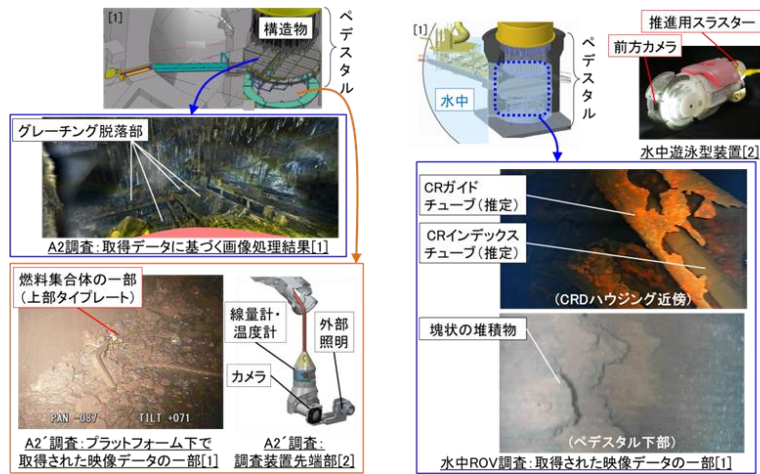 [1]
構造物
ペデスタル
グレーチング脱落部
A2調査：取得データに基づく画像処理結果[1]
燃料集合体の一部
（上部タイプレート）
PAN -087 TILT +071
A2´調査：プラットフォーム下で
取得された映像データの一部[1]
線量計・
温度計
外部
照明
カメラ
A2´調査：
調査装置先端部[2]
[1]
ペデスタル
水中
推進用スラスター
前方カメラ
水中遊泳型装置[2]
CRガイド
チューブ（推定）
CRインデックス
チューブ（推定）
（CRDハウジング近傍）
塊状の堆積物
（ペデスタル下部）
水中ROV調査：取得された映像データの一部[1]